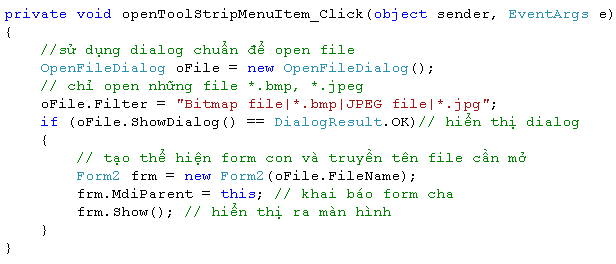 private void openToolStripMenuItem_Click(object sender, EventArgs e)
{
//sử dụng dialog chuẩn để open file
OpenFileDialog oFile = new OpenFileDialog();
// chỉ open những file *.bmp, *.jpeg
oFile.Filter = "Bitmap file|*.bmp|JPEG file|*.jpg";
if (oFile.ShowDialog() == DialogResult.OK)// hiển thị dialog
{
// tạo thể hiện form con và truyền tên file cần mở
Form2 frm = new Form2(oFile.FileName);
frm.MdiParent = this; // khai báo form cha
frm.Show(); // hiển thị ra màn hình
}
}